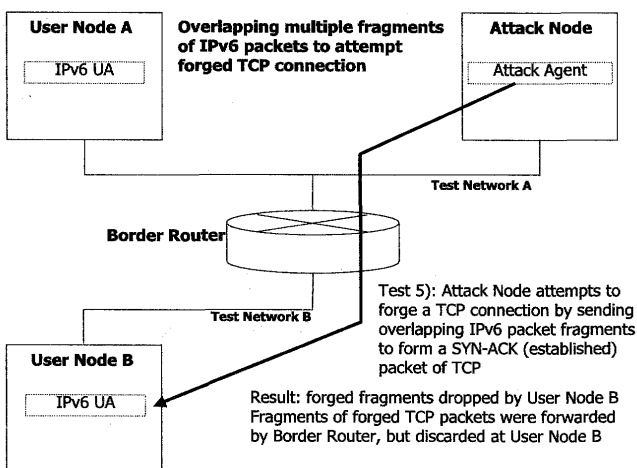 User Node A
IPv6 UA
Overlapping multiple fragments
of IPv6 packets to attempt
forged TCP connection
Attack Node
Attack Agent
Test Network A
Border Router
Test Network B
Test 5): Attack Node attempts to
forge a TCP connection by sending
overlapping IPv6 packet fragments
to form a SYN-ACK (established)
packet of TCP
User Node B
IPv6 UA
Result: forged fragments dropped by User Node B
Fragments of forged TCP packets were forwarded
by Border Router, but discarded at User Node B